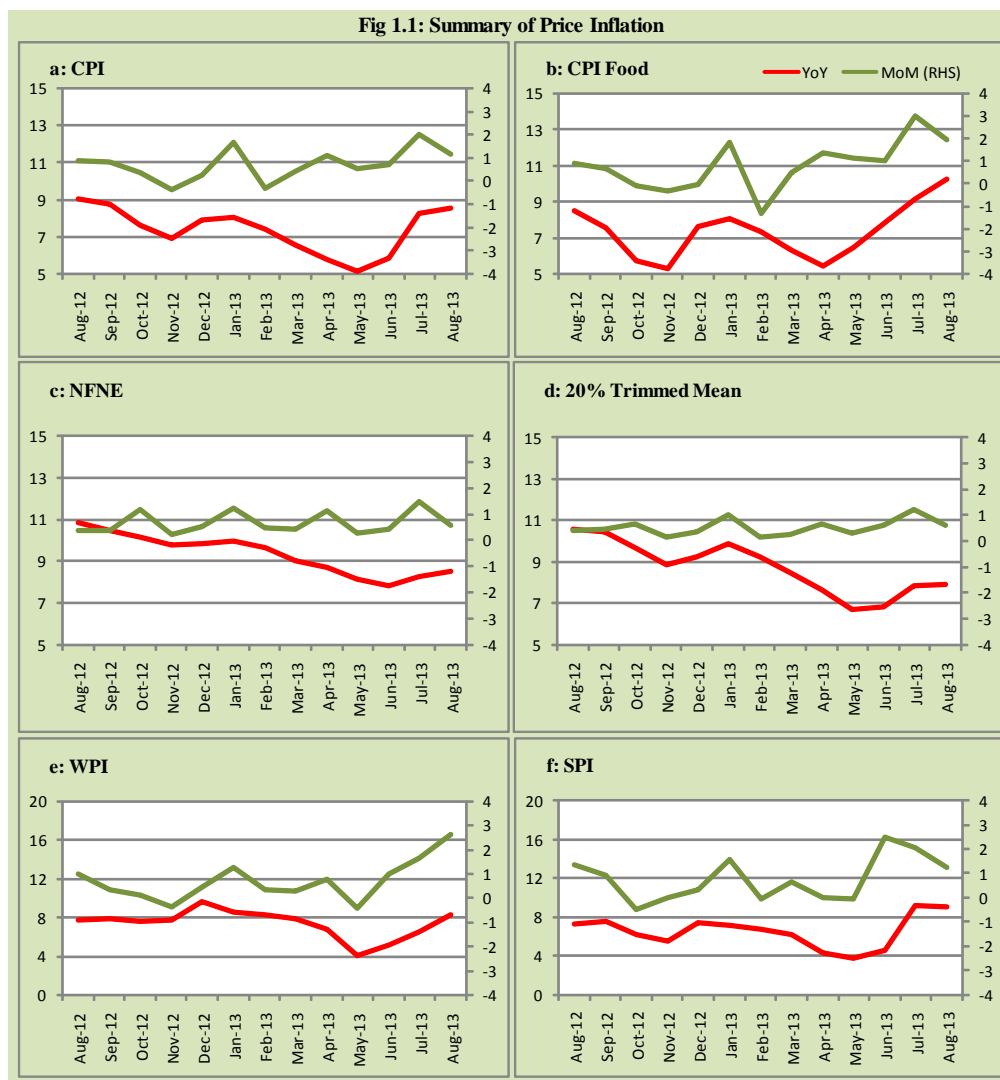 Fig 1.1: Summary of Price Inflation
a: CPI
15
13
11
9
7
5
4
3
2
1
0
-1
-2
-3
-4
Aug-12
Sep-12
Oct-12
Nov-12
Dec-12
Jan-13
Feb-13
Mar-13
Apr-13
May-13
Jun-13
Jul-13
Aug-13
b: CPI Food
YoY
MoM (RHS)
15
13
11
9
7
5
4
3
2
1
0
-1
-2
-3
-4
Aug-12
Sep-12
Oct-12
Nov-12
Dec-12
Jan-13
Feb-13
Mar-13
Apr-13
May-13
Jun-13
Jul-13
Aug-13
c: NFNE
15
13
11
9
7
5
4
3
2
1
0
-1
-2
-3
-4
Aug-12
Sep-12
Oct-12
Nov-12
Dec-12
Jan-13
Feb-13
Mar-13
Apr-13
May-13
Jun-13
Jul-13
Aug-13
d: 20% Trimmed Mean
15
13
11
9
7
5
4
3
2
1
0
-1
-2
-3
-4
Aug-12
Sep-12
Oct-12
Nov-12
Dec-12
Jan-13
Feb-13
Mar-13
Apr-13
May-13
Jun-13
Jul-13
Aug-13
e: WPI
20
16
12
8
4
0
4
3
2
1
0
-1
-2
-3
-4
Aug-12
Sep-12
Oct-12
Nov-12
Dec-12
Jan-13
Feb-13
Mar-13
Apr-13
May-13
Jun-13
Jul-13
Aug-13
f: SPI
20
16
12
8
4
0
4
3
2
1
0
-1
-2
-3
-4
Aug-12
Sep-12
Oct-12
Nov-12
Dec-12
Jan-13
Feb-13
Mar-13
Apr-13
May-13
Jun-13
Jul-13
Aug-13